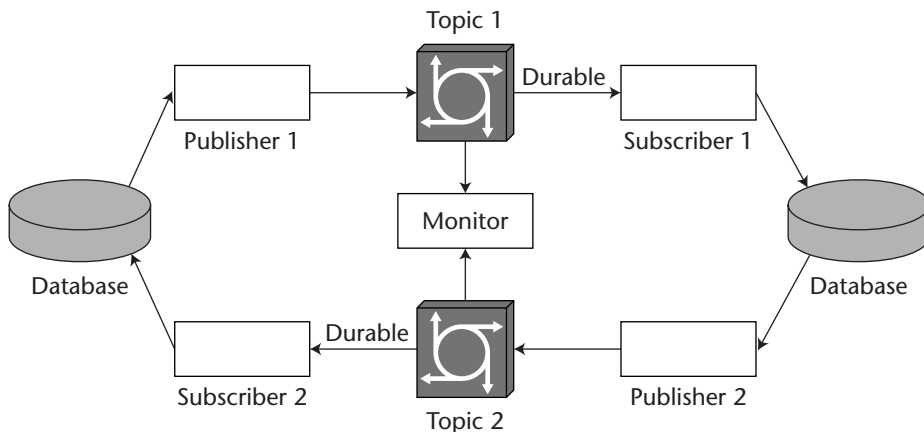 Topic 1
Durable
Publisher 1
Subscriber 1
Monitor
Database
Database
Durable
Subscriber 2
Publisher 2
Topic 2